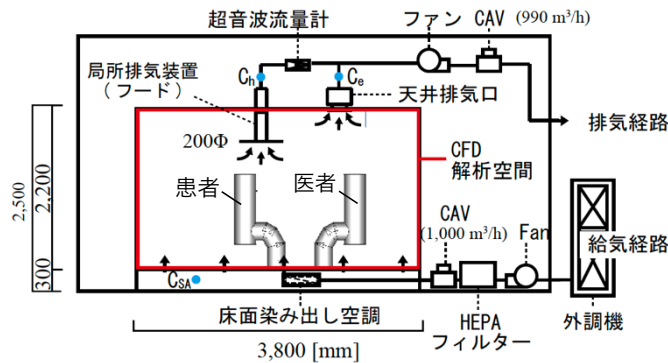 超音波流量計
ファン CAV (990 m³/h)
局所排気装置
（フード）
Ch
Ce
天井排気口
200Φ
排気経路
CFD
解析空間
患者
医者
2,500
2,200
300
CAV
(1,000 m³/h)
Fan
給気経路
CSA
床面染み出し空調
HEPA
フィルター
外調機
3,800 [mm]